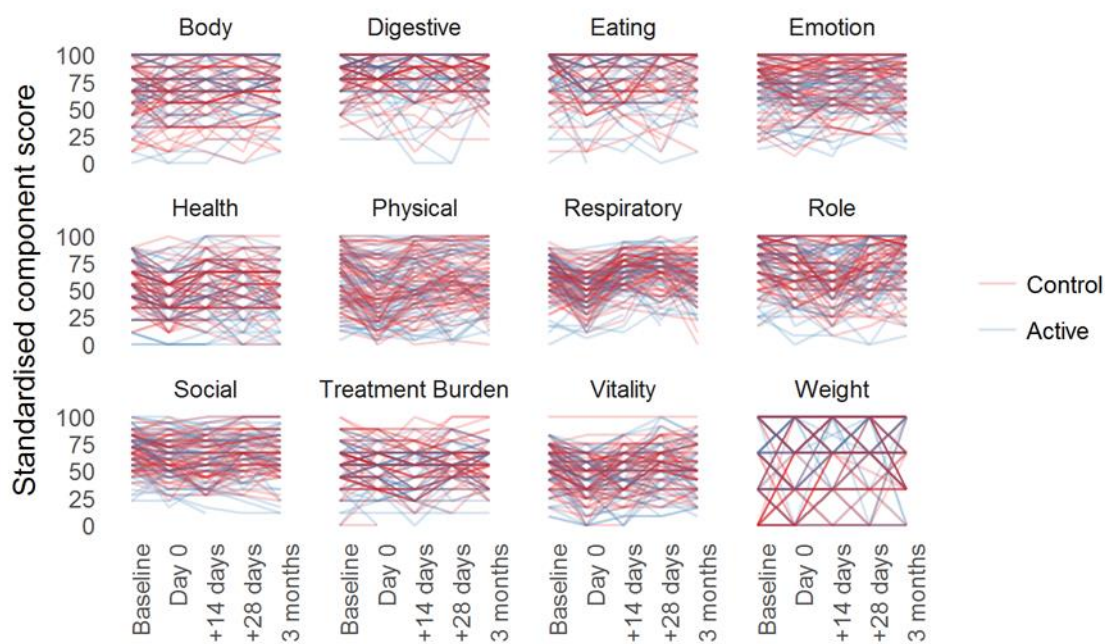 Standardised component score
Body Digestive Eating Emotion
100
75
50
25
0
Health Physical Respiratory Role
100
75
50
25
0
Control
Active
Social Treatment Burden Vitality Weight
100
75
50
25
0
Baseline Day 0 +14 days +28 days 3 months
Baseline Day 0 +14 days +28 days 3 months
Baseline Day 0 +14 days +28 days 3 months
Baseline Day 0 +14 days +28 days 3 months